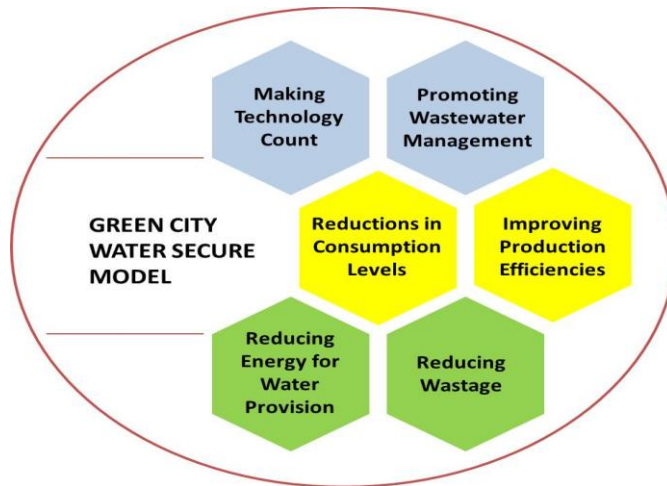 Making
Technology
Count
Promoting
Wastewater
Management
GREEN CITY
WATER SECURE
MODEL
Reductions in
Consumption
Levels
Improving
Production
Efficiencies
Reducing
Energy for
Water
Provision
Reducing
Wastage